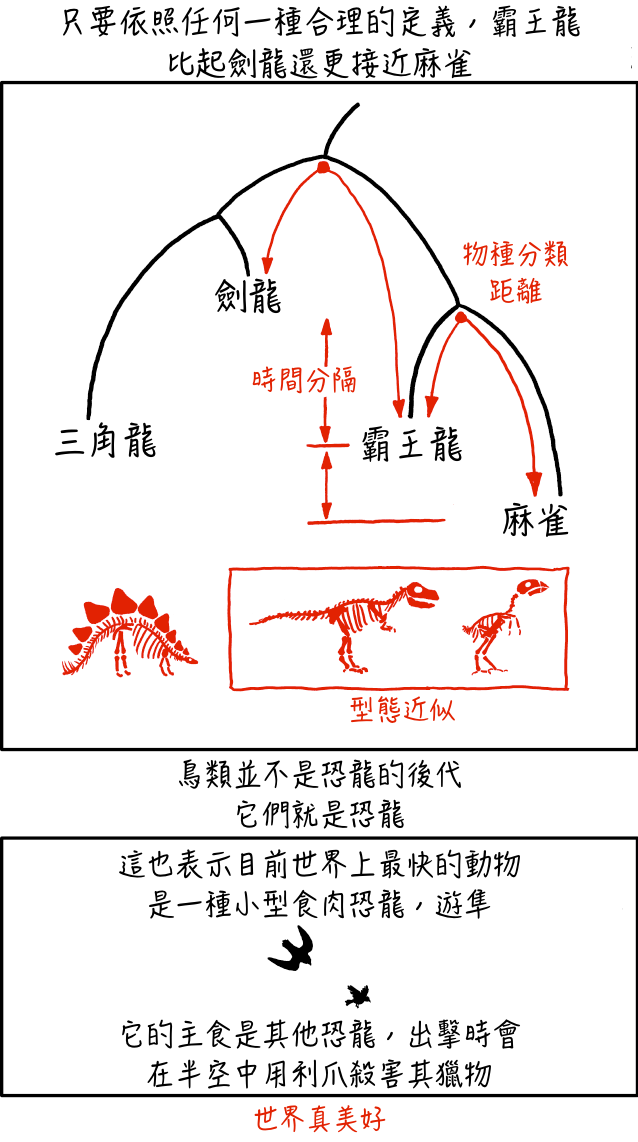 只要依照任何一種合理的定義，霸王龍
比起劍龍還更接近麻雀
物種分類
距離
劍龍
時間分隔
三角龍
霸王龍
麻雀
型態近似
鳥類並不是恐龍的後代
它們就是恐龍
這也表示目前世界上最快的動物
是一種小型食肉恐龍，遊隼
它的主食是其他恐龍，出擊時會
在半空中用利爪殺害其獵物
世界真美好